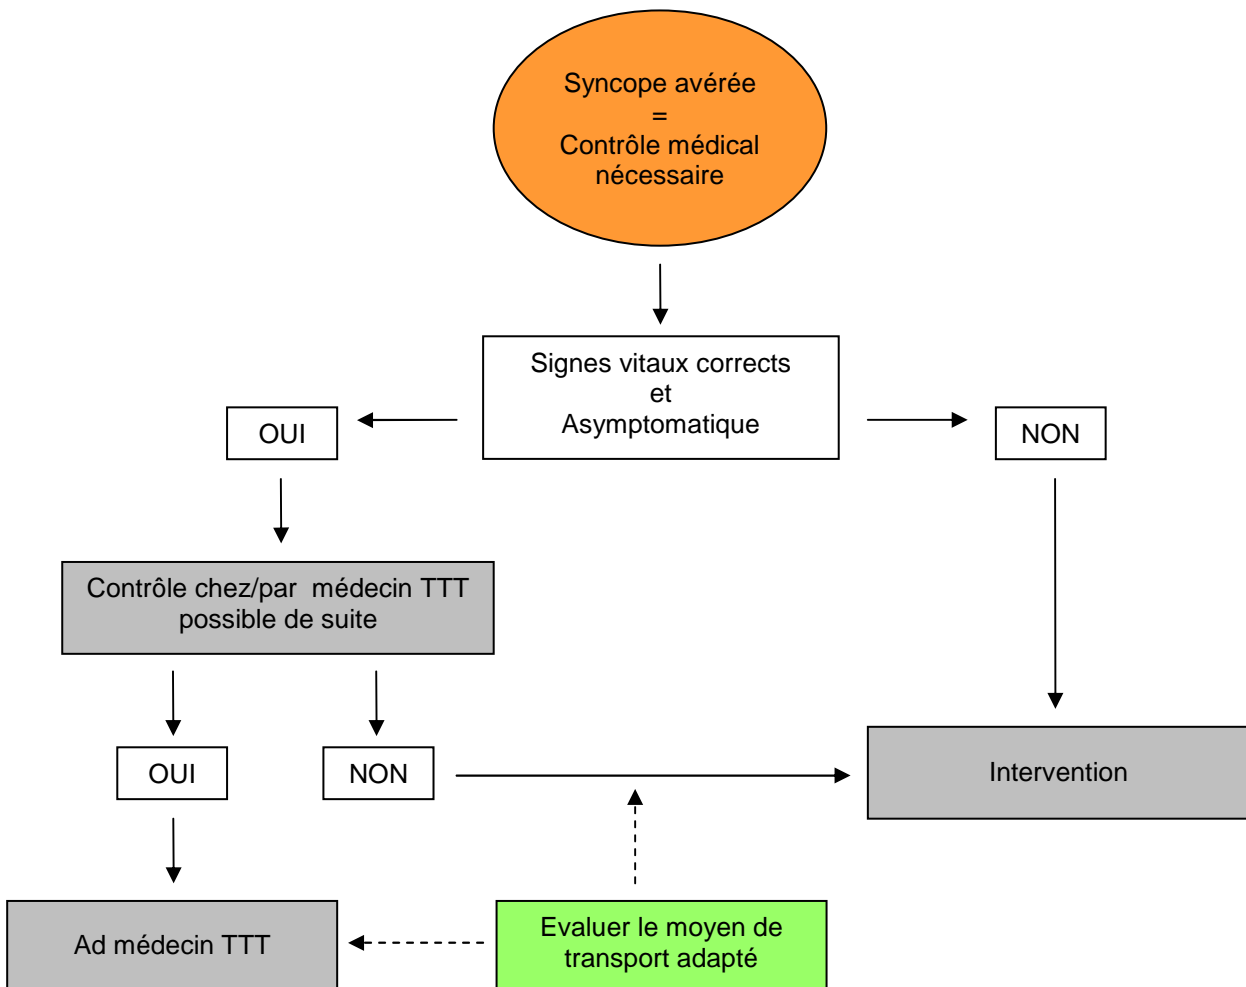 Syncope avérée
=
Contrôle médical
nécessaire
Signes vitaux corrects
et
Asymptomatique
OUI
NON
Contrôle chez/par médecin TTT
possible de suite
OUI
NON
Intervention
Ad médecin TTT
Evaluer le moyen de
transport adapté